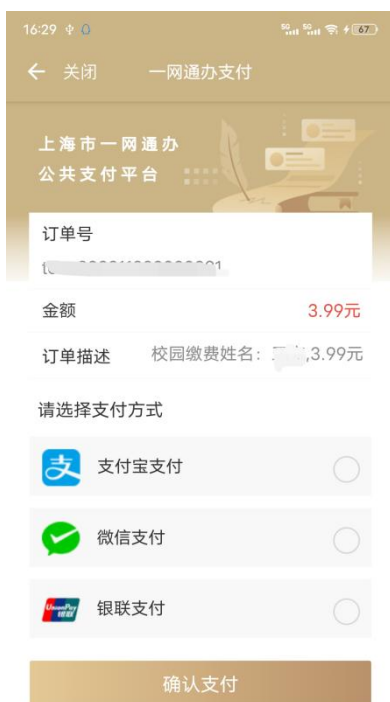 16:29
67
关闭 一网通办支付
上海市一网通办
公共支付平台
订单号
金额 3.99元
订单描述 校园缴费姓名： ,3.99元
请选择支付方式
支付宝支付
微信支付
UnionPay
银联
银联支付
确认支付